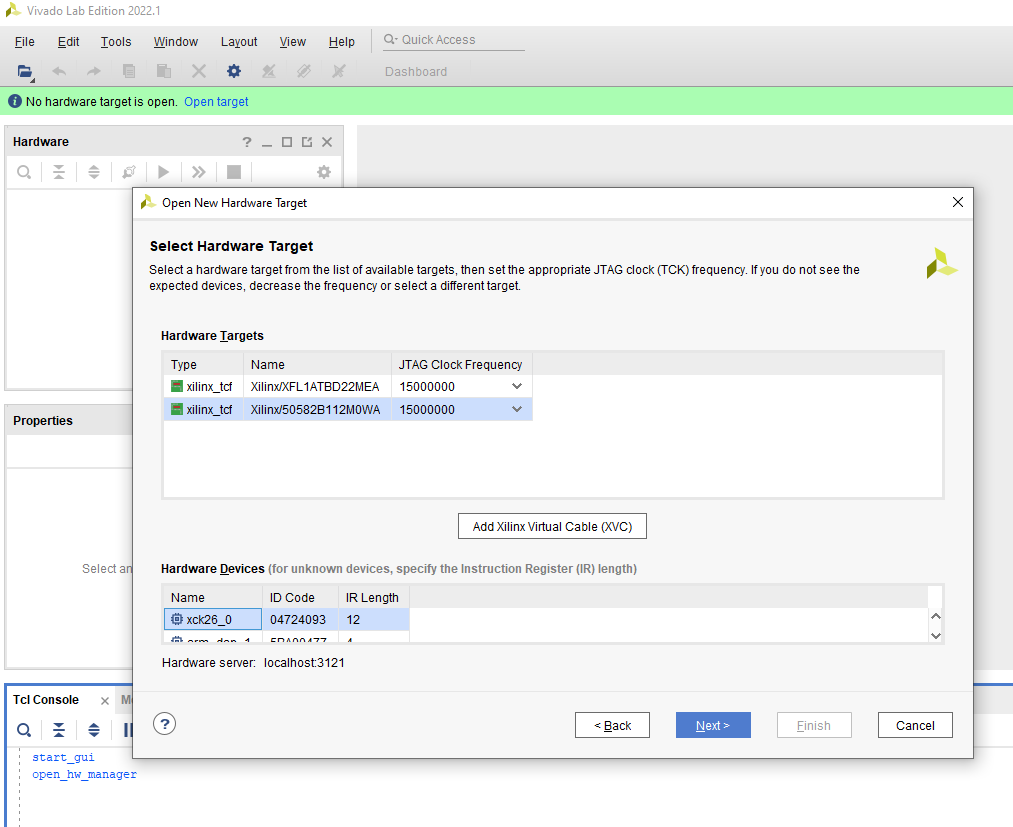 Vivado Lab Edition 2022.1
File Edit Tools Window Layout View Help Quick Access
Dashboard
No hardware target is open. Open target
Hardware
Open New Hardware Target
Select Hardware Target
Select a hardware target from the list of available targets, then set the appropriate JTAG clock (TCK) frequency. If you do not see the
expected devices, decrease the frequency or select a different target.
Hardware Targets
Type Name JTAG Clock Frequency
xilinx_tcf Xilinx/XFL1ATBD22MEA 15000000
xilinx_tcf Xilinx/50582B112M0WA 15000000
Properties
Add Xilinx Virtual Cable (XVC)
Select an
Hardware Devices (for unknown devices, specify the Instruction Register (IR) length)
Name ID Code IR Length
xck26_0 04724093 12
Hardware server: localhost:3121
Tcl Console
< Back Next > Finish Cancel
start_gui
open_hw_manager